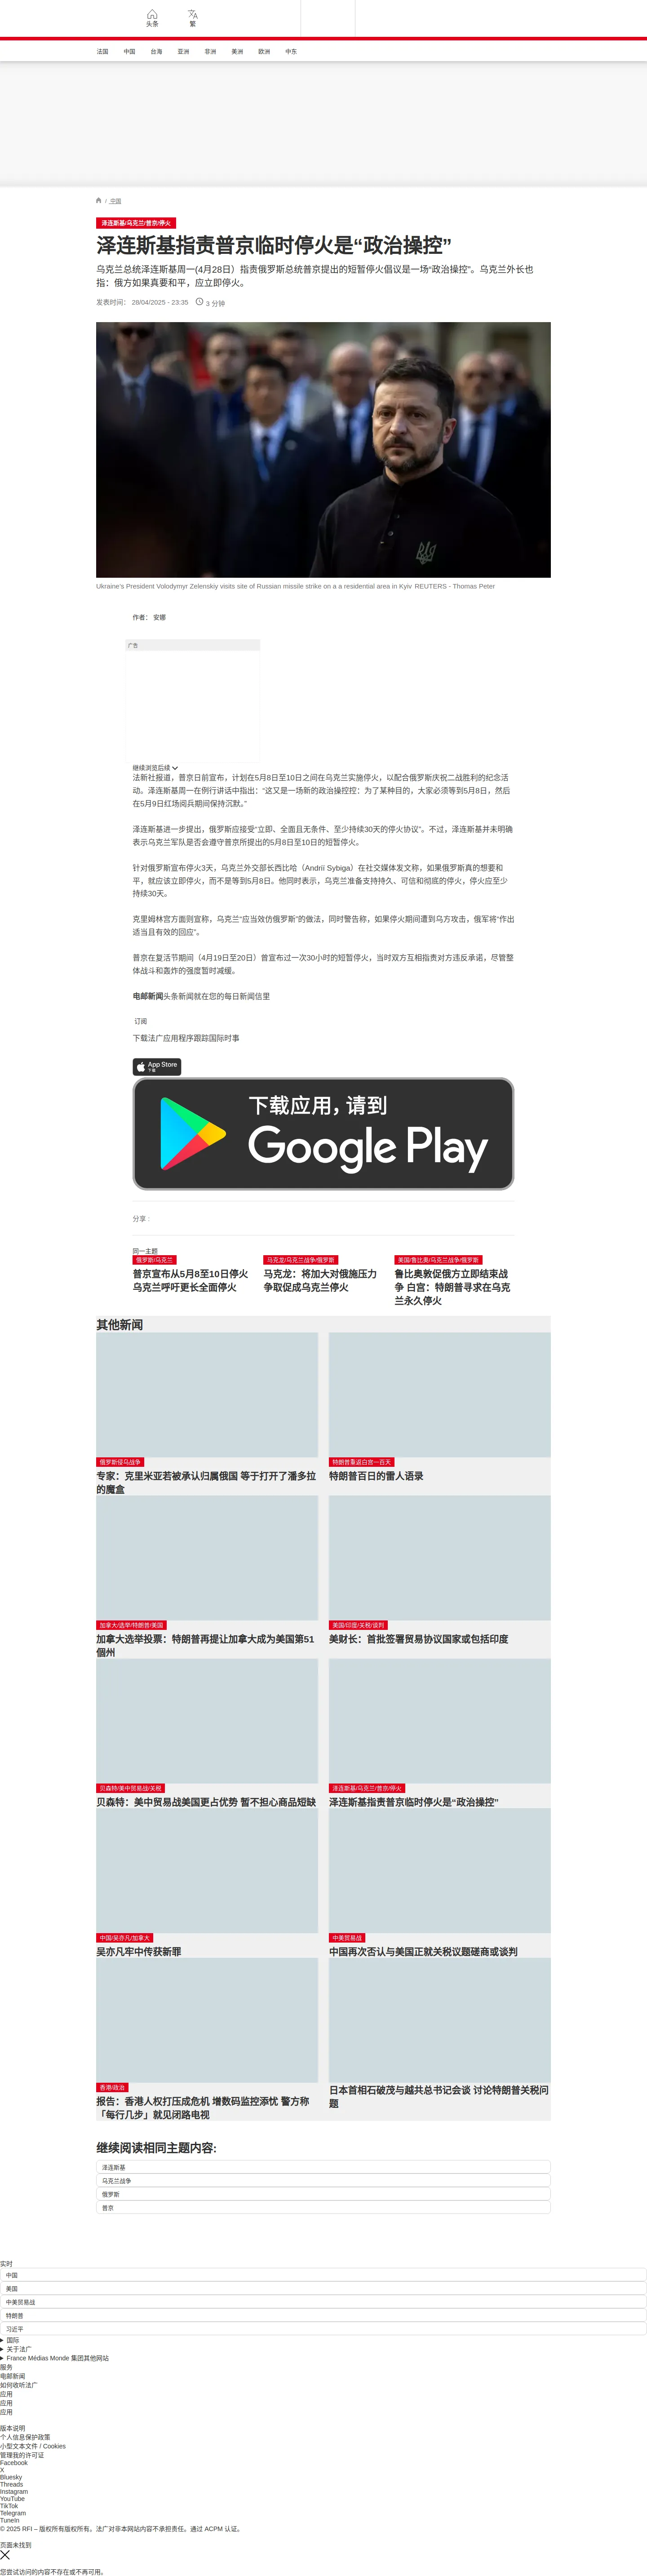 头条
繁
法国
中国
台海
亚洲
非洲
美洲
欧洲
中东
/ 中国
泽连斯基/乌克兰/普京/停火
泽连斯基指责普京临时停火是“政治操控”
乌克兰总统泽连斯基周一(4月28日）指责俄罗斯总统普京提出的短暂停火倡议是一场“政治操控”。乌克兰外长也
指：俄方如果真要和平，应立即停火。
发表时间： 28/04/2025 - 23:35
3 分钟
Ukraine's President Volodymyr Zelenskiy visits site of Russian missile strike on a a residential area in Kyiv REUTERS - Thomas Peter
作者： 安娜
广告
继续浏览后续
法新社报道，普京日前宣布，计划在5月8日至10日之间在乌克兰实施停火，以配合俄罗斯庆祝二战胜利的纪念活
动。泽连斯基周一在例行讲话中指出：“这又是一场新的政治操控控：为了某种目的，大家必须等到5月8日，然后
在5月9日红场阅兵期间保持沉默。”
泽连斯基进一步提出，俄罗斯应接受“立即、全面且无条件、至少持续30天的停火协议”。不过，泽连斯基并未明确
表示乌克兰军队是否会遵守普京所提出的5月8日至10日的短暂停火。
针对俄罗斯宣布停火3天，乌克兰外交部长西比哈（Andrií Sybiga）在社交媒体发文称，如果俄罗斯真的想要和
平，就应该立即停火，而不是等到5月8日。他同时表示，乌克兰准备支持持久、可信和彻底的停火，停火应至少
持续30天。
克里姆林宫方面则宣称，乌克兰“应当效仿俄罗斯”的做法，同时警告称，如果停火期间遭到乌方攻击，俄军将“作出
适当且有效的回应”。
普京在复活节期间（4月19日至20日）曾宣布过一次30小时的短暂停火，当时双方互相指责对方违反承诺，尽管整
体战斗和轰炸的强度暂时减缓。
电邮新闻头条新闻就在您的每日新闻信里
订阅
下载法广应用程序跟踪国际时事
App Store
下载
下载应用，请到
Google Play
分享 :
同一主题
俄罗斯/乌克兰
普京宣布从5月8至10日停火
乌克兰呼吁更长全面停火
马克龙/乌克兰战争/俄罗斯
马克龙：将加大对俄施压力
争取促成乌克兰停火
美国/鲁比奥/乌克兰战争/俄罗斯
鲁比奥敦促俄方立即结束战
争 白宫：特朗普寻求在乌克
兰永久停火
其他新闻
俄罗斯侵乌战争
专家：克里米亚若被承认归属俄国 等于打开了潘多拉
的魔盒
特朗普重返白宫一百天
特朗普百日的雷人语录
加拿大/选举/特朗普/美国
加拿大选举投票：特朗普再提让加拿大成为美国第51
個州
美国/印度/关税/谈判
美财长：首批签署贸易协议国家或包括印度
贝森特/美中贸易战/关税
贝森特：美中贸易战美国更占优势 暂不担心商品短缺
泽连斯基/乌克兰/普京/停火
泽连斯基指责普京临时停火是“政治操控”
中国/吴亦凡/加拿大
吴亦凡牢中传获新罪
中美贸易战
中国再次否认与美国正就关税议题磋商或谈判
香港/政治
报告：香港人权打压成危机 增数码监控添忧 警方称
「每行几步」就见闭路电视
日本首相石破茂与越共总书记会谈 讨论特朗普关税问
题
继续阅读相同主题内容:
泽连斯基
乌克兰战争
俄罗斯
普京
实时
中国
美国
中美贸易战
特朗普
习近平
国际
关于法广
France Médias Monde 集团其他网站
服务
电邮新闻
如何收听法广
应用
应用
应用
版本说明
个人信息保护政策
小型文本文件 / Cookies
管理我的许可证
Facebook
X
Bluesky
Threads
Instagram
YouTube
TikTok
Telegram
TuneIn
© 2025 RFI – 版权所有版权所有。法广对非本网站内容不承担责任。通过 ACPM 认证。
页面未找到
您尝试访问的内容不存在或不再可用。